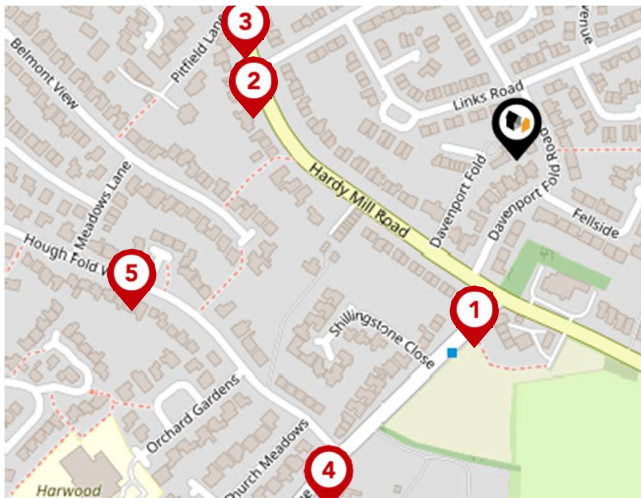 3
Pitfield Lane
Belmont View
2
Links Road
Hardy Mill Road
Davenport Fold
Davenport Fold Road
Fellside
Meadows Lane
Hough Fold W
5
1
Shillingstone Close
Orchard Gardens
Church Meadows
4
Harwood